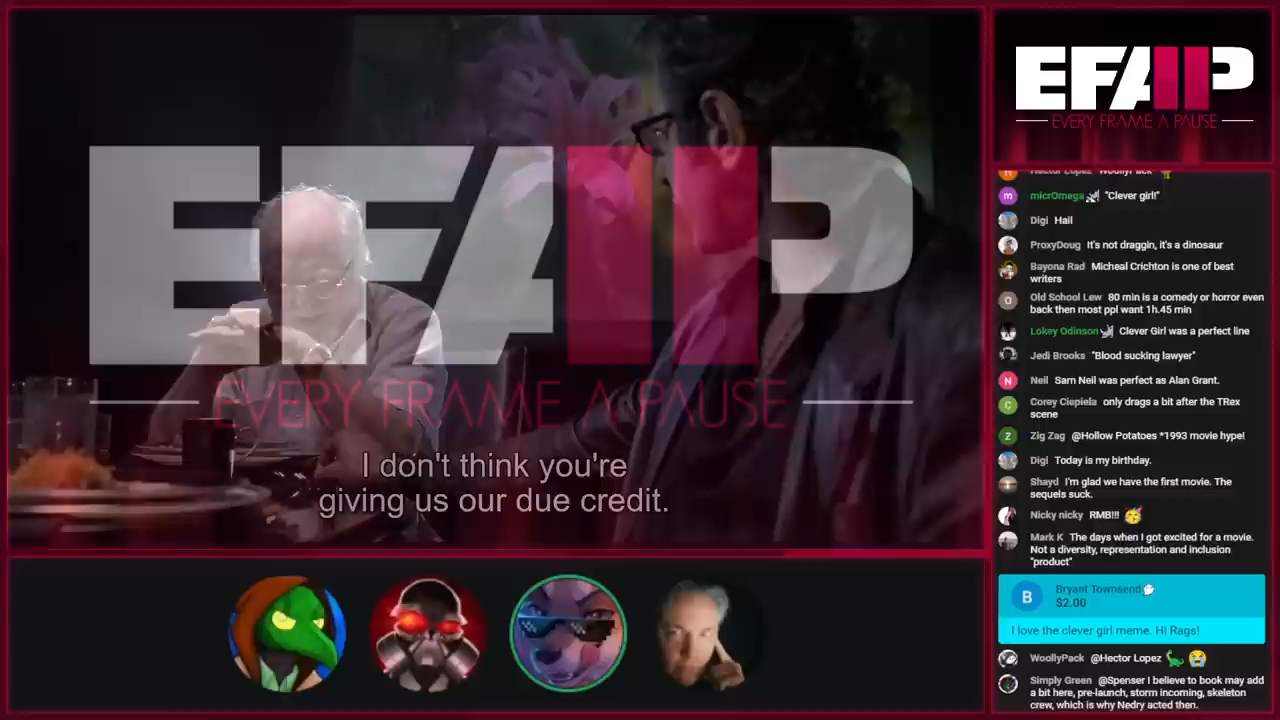 EFAP
EVERY FRAME A PAUSE
I don't think you're
giving us our due credit.
EFAP
EVERY FRAME A PAUSE
Hector Lopez WoollyPack
micrOmega "Clever girl!"
Digi Hail
ProxyDoug It's not draggin, it's a dinosaur
Bayona Rad Micheal Crichton is one of best
writers
Old School Lew 80 min is a comedy or horror even
back then most ppl want 1h.45 min
Lokey Odinson Clever Girl was a perfect line
Jedi Brooks "Blood sucking lawyer"
Neil Sam Neil was perfect as Alan Grant.
Corey Ciepiela only drags a bit after the TRex
scene
Zig Zag @Hollow Potatoes *1993 movie hype!
Digi Today is my birthday.
Shayd I'm glad we have the first movie. The
sequels suck.
Nicky nicky RMB!!!
Mark K The days when I got excited for a movie.
Not a diversity, representation and inclusion
"product"
B
Bryant Townsend
$2.00
I love the clever girl meme. Hi Rags!
WoollyPack @Hector Lopez
Simply Green @Spenser I believe to book may add
a bit here, pre-launch, storm incoming, skeleton
crew, which is why Nedry acted then.